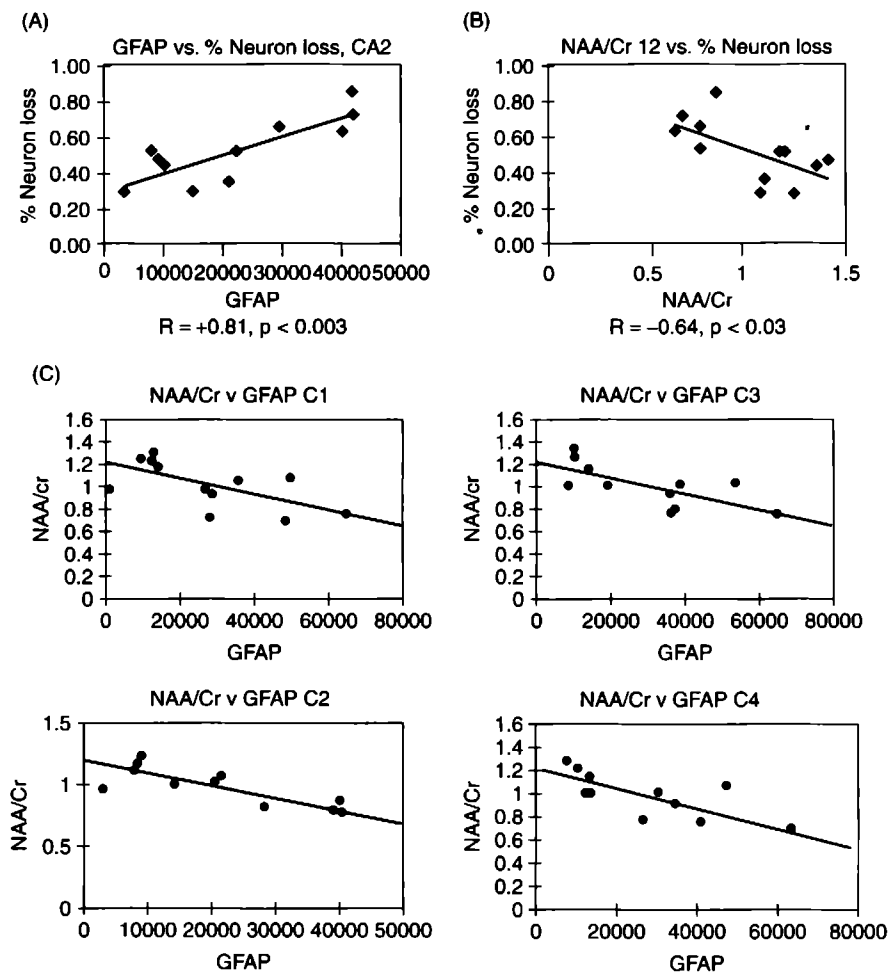 (A)
GFAP vs. % Neuron loss, CA2
1.00
0.80
0.60
0.40
0.20
0.00
% Neuron loss
0 10000 20000 30000 40000 50000
GFAP
R = +0.81, p < 0.003
(B)
NAA/Cr 12 vs. % Neuron loss
1.00
0.80
0.60
0.40
0.20
0.00
% Neuron loss
0 0.5 1 1.5
NAA/Cr
R = –0.64, p < 0.03
(C)
NAA/Cr v GFAP C1
1.6
1.4
1.2
1
0.8
0.6
0.4
0.2
0
NAA/cr
0 20000 40000 60000 80000
GFAP
NAA/Cr v GFAP C3
1.6
1.4
1.2
1
0.8
0.6
0.4
0.2
0
NAA/Cr
0 20000 40000 60000 80000
GFAP
NAA/Cr v GFAP C2
1.5
1
0.5
0
NAA/Cr
0 10000 20000 30000 40000 50000
GFAP
NAA/Cr v GFAP C4
1.6
1.4
1.2
1
0.8
0.6
0.4
0.2
0
NAA/Cr
0 20000 40000 60000 80000
GFAP